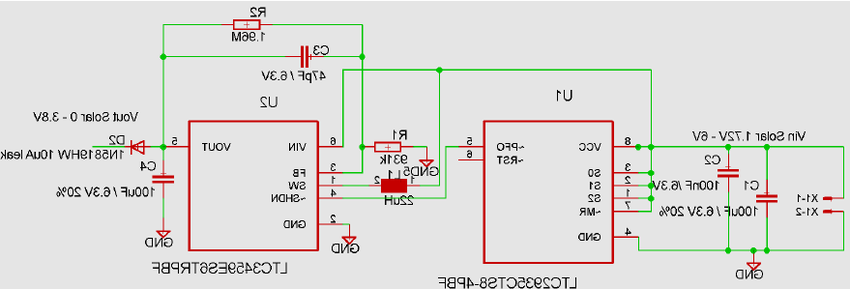 R2
1.96M
C3
47pF / 6.3V
U2
U1
Vout Solar 0 - 3.8V
Vin Solar 1.72V - 6V
D2
1N5819HW 10uA leak
5
VOUT
VIN
6
R1
931k
GND
5
~PFO
6
~RST
VCC
8
C2
100nF/6.3V
C4
100uF / 6.3V 20%
FB
3
SW
1
~SHDN
4
L1
2
1
22uH
S0
3
S1
2
S2
1
~MR
7
C1
100uF / 6.3V 20%
X1-1
X1-2
GND
2
GND
4
GND
GND
GND
LTC3459ES6TRPBF
LTC2935CTS8-4PBF